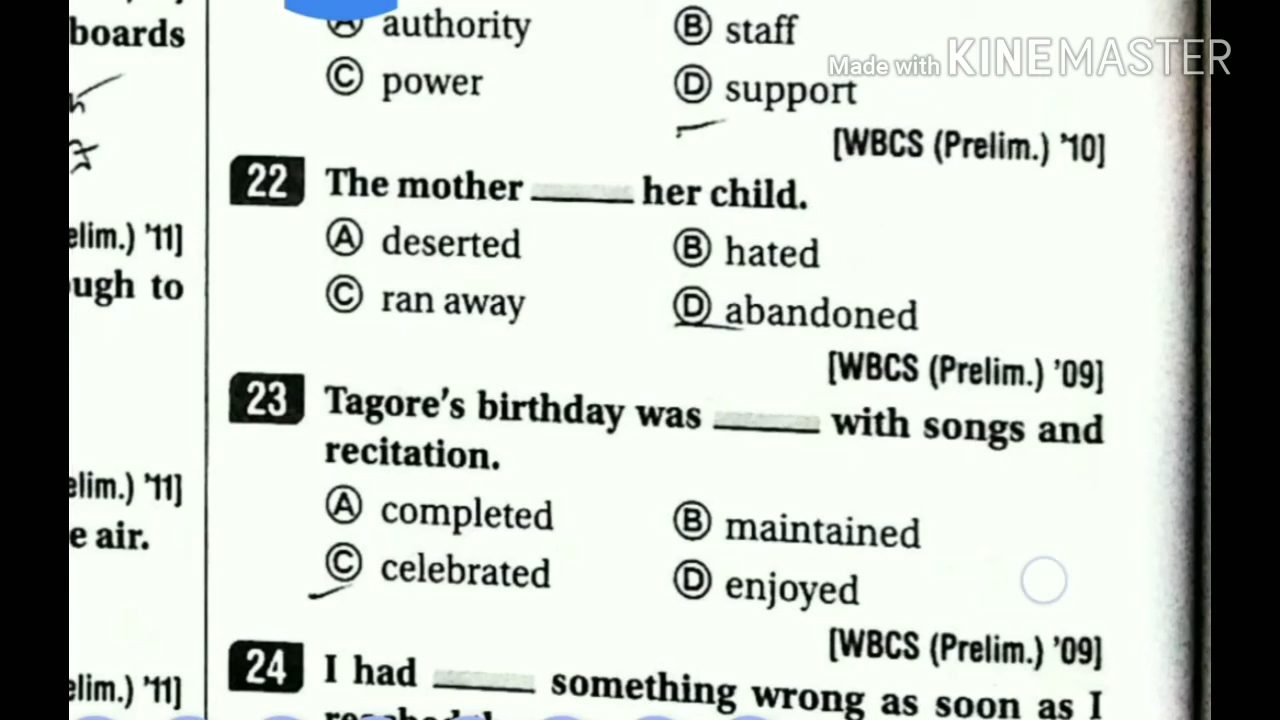 boards
elim.) '11]
ough to
elim.) '11]
e air.
elim.) '11]
Ⓐ authority Ⓑ staff
Made with KINEMASTER
Ⓒ power Ⓓ support
[WBCS (Prelim.) '10]
22 The mother ______ her child.
Ⓐ deserted Ⓑ hated
Ⓒ ran away Ⓓ abandoned
[WBCS (Prelim.) '09]
23 Tagore's birthday was ______ with songs and
recitation.
Ⓐ completed Ⓑ maintained
Ⓒ celebrated Ⓓ enjoyed
[WBCS (Prelim.) '09]
24 I had ______ something wrong as soon as I